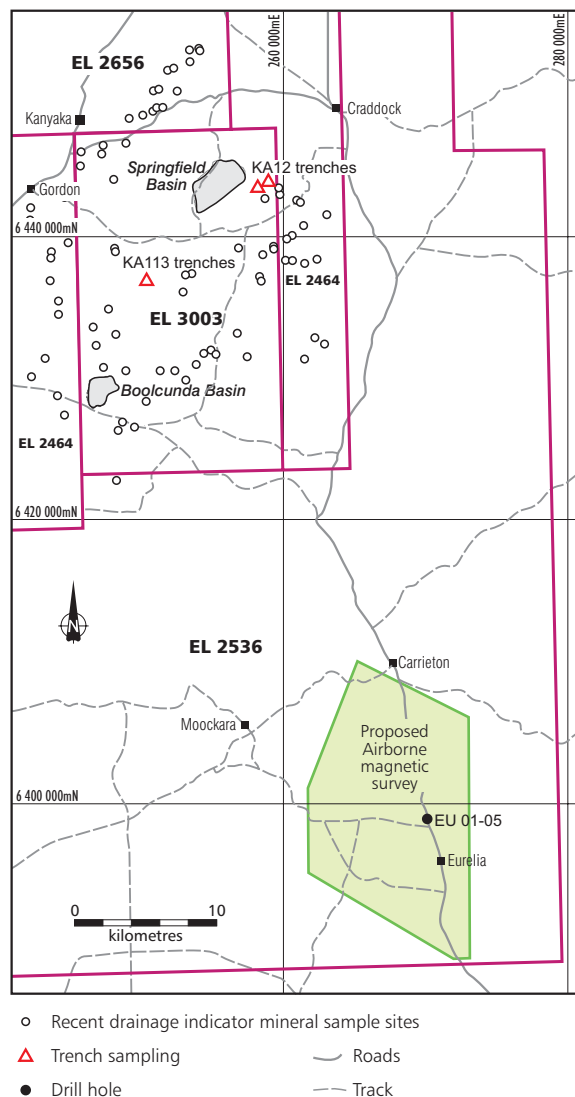 260 000mE
280 000mE
EL 2656
Kanyaka
Craddock
Springfield
Basin
KA12 trenches
Gordon
6 440 000mN
KA113 trenches
EL 2464
EL 3003
Boolcunda Basin
EL 2464
6 420 000mN
N
EL 2536
Carrieton
Moockara
Proposed
Airborne
magnetic
survey
6 400 000mN
EU 01-05
Eurelia
0 10
kilometres
Recent drainage indicator mineral sample sites
Trench sampling
Roads
Drill hole
Track